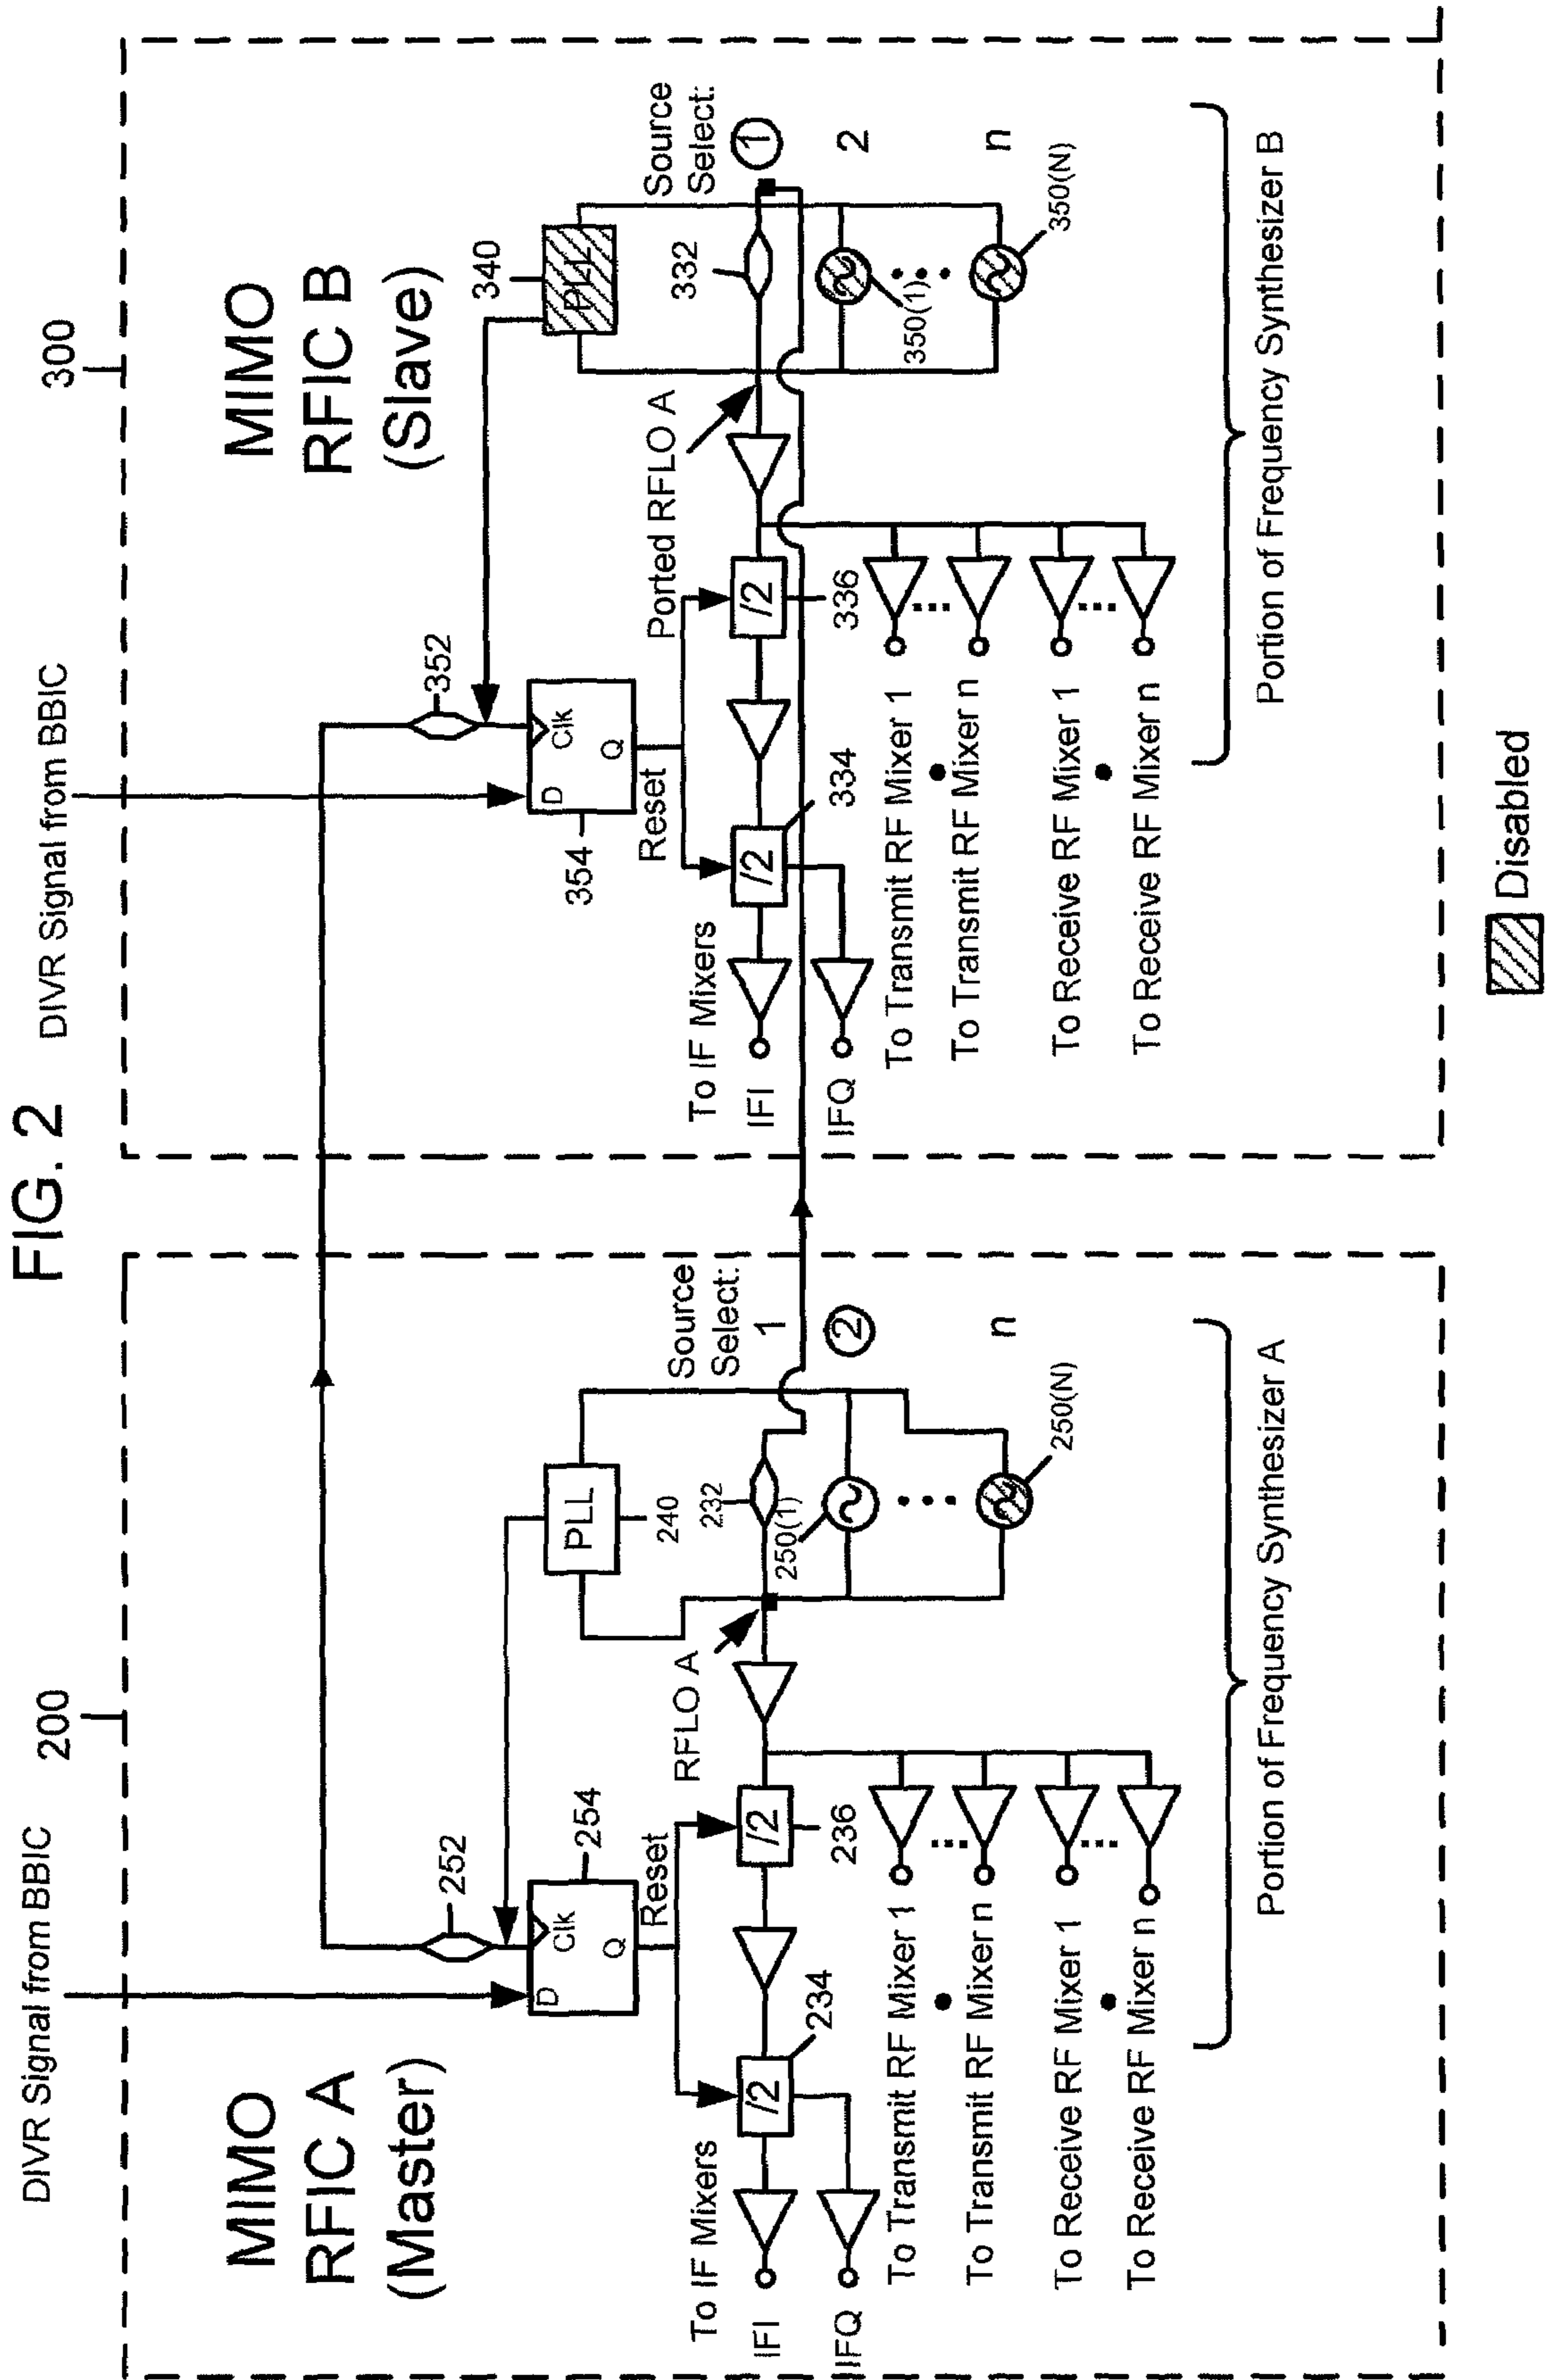 FIG. 2
DIVR Signal from BBIC
200
MIMO
RFIC A
(Master)
252
D
Clk
Q
254
Reset
PLL
240
Source
Select:
1
2
n
232
250(1)
250(N)
RFLO A
/2
236
/2
234
To IF Mixers
IFI
IFQ
To Transmit RF Mixer 1
To Transmit RF Mixer n
To Receive RF Mixer 1
To Receive RF Mixer n
Portion of Frequency Synthesizer A
DIVR Signal from BBIC
300
MIMO
RFIC B
(Slave)
352
D
Clk
Q
354
Reset
PLL
340
Source
Select:
1
2
n
332
350(1)
350(N)
Ported RFLO A
/2
336
/2
334
To IF Mixers
IFI
IFQ
To Transmit RF Mixer 1
To Transmit RF Mixer n
To Receive RF Mixer 1
To Receive RF Mixer n
Portion of Frequency Synthesizer B
Disabled